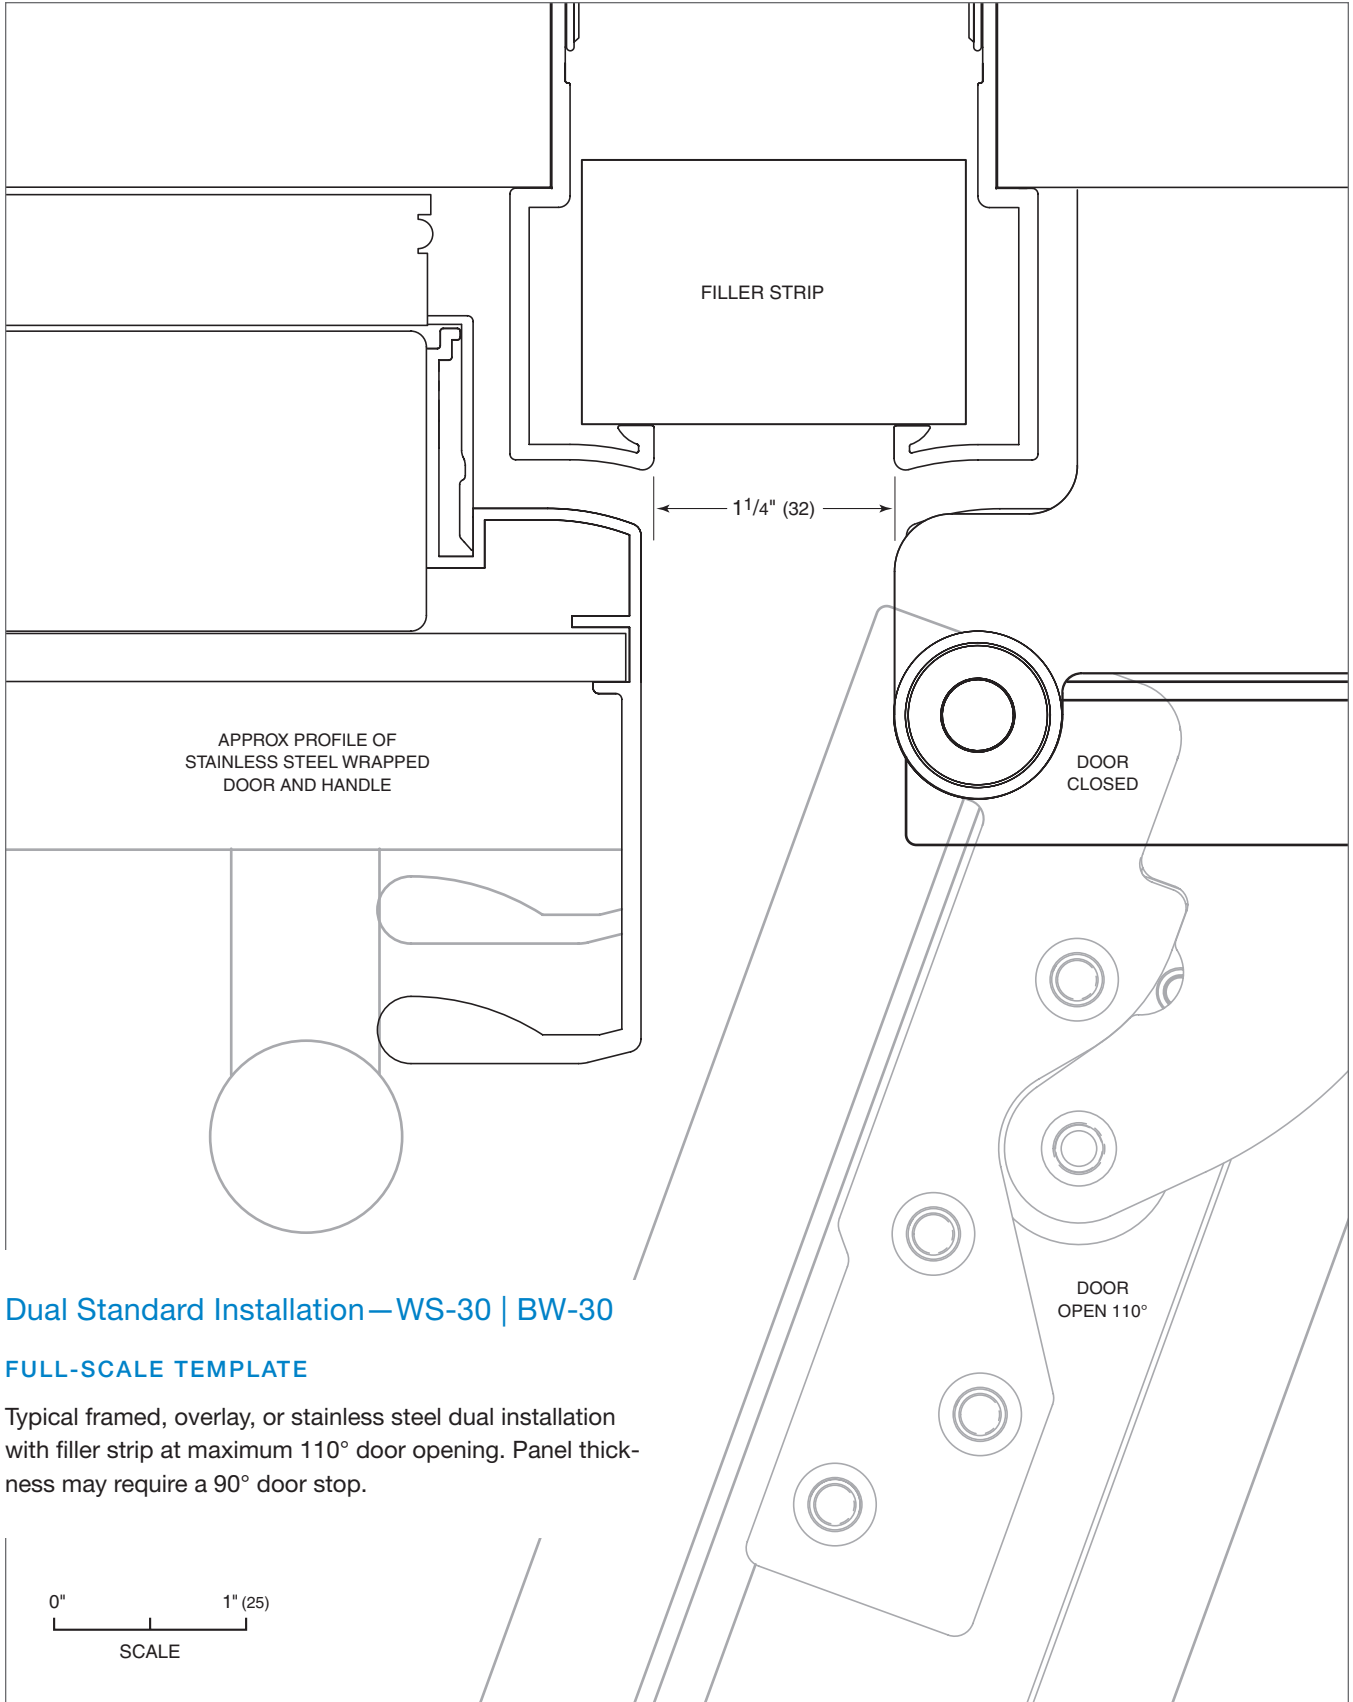 FILLER STRIP
1 1/4" (32)
APPROX PROFILE OF
STAINLESS STEEL WRAPPED
DOOR AND HANDLE
DOOR
CLOSED
DOOR
OPEN 110°
Dual Standard Installation—WS-30 | BW-30
FULL-SCALE TEMPLATE
Typical framed, overlay, or stainless steel dual installation
with filler strip at maximum 110° door opening. Panel thick-
ness may require a 90° door stop.
0" 1" (25)
SCALE